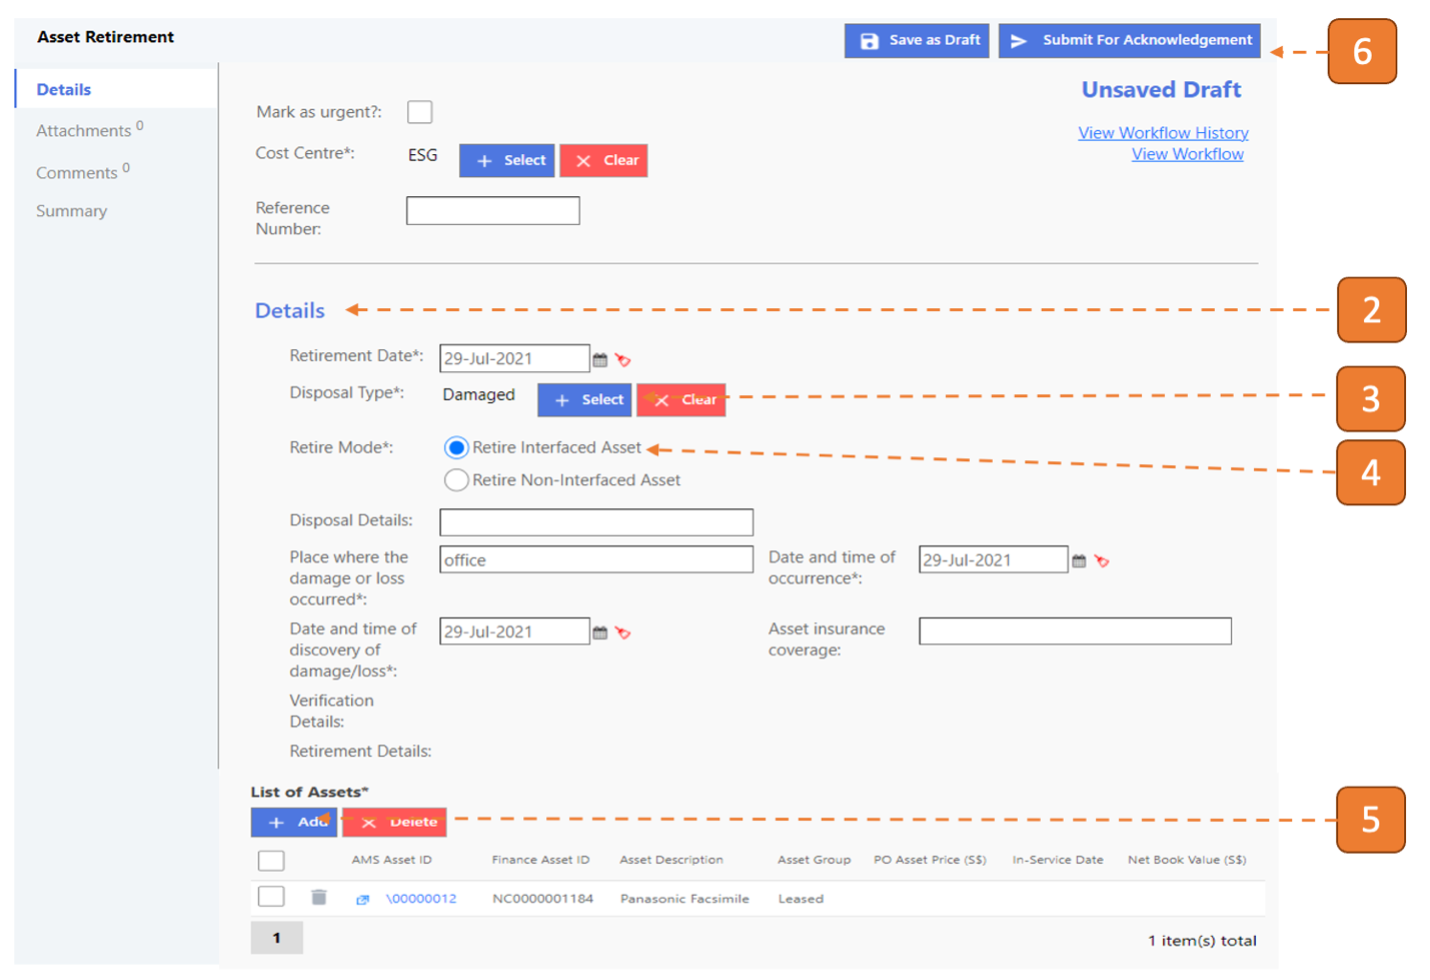 Asset Retirement
Save as Draft
Submit For Acknowledgement
6
Details
Attachments 0
Comments 0
Summary
Unsaved Draft
View Workflow History
View Workflow
Mark as urgent?:
Cost Centre*: ESG + Select × Clear
Reference
Number:
Details
2
Retirement Date*: 29-Jul-2021
Disposal Type*: Damaged + Select × Clear
3
Retire Mode*: Retire Interfaced Asset
4
Retire Non-Interfaced Asset
Disposal Details:
Place where the
damage or loss
occurred*:
office
Date and time of
occurrence*:
29-Jul-2021
Date and time of
discovery of
damage/loss*:
29-Jul-2021
Asset insurance
coverage:
Verification
Details:
Retirement Details:
List of Assets*
+ Add × Delete
5
AMS Asset ID Finance Asset ID Asset Description Asset Group PO Asset Price (S$) In-Service Date Net Book Value (S$)
\00000012 NC0000001184 Panasonic Facsimile Leased
1
1 item(s) total